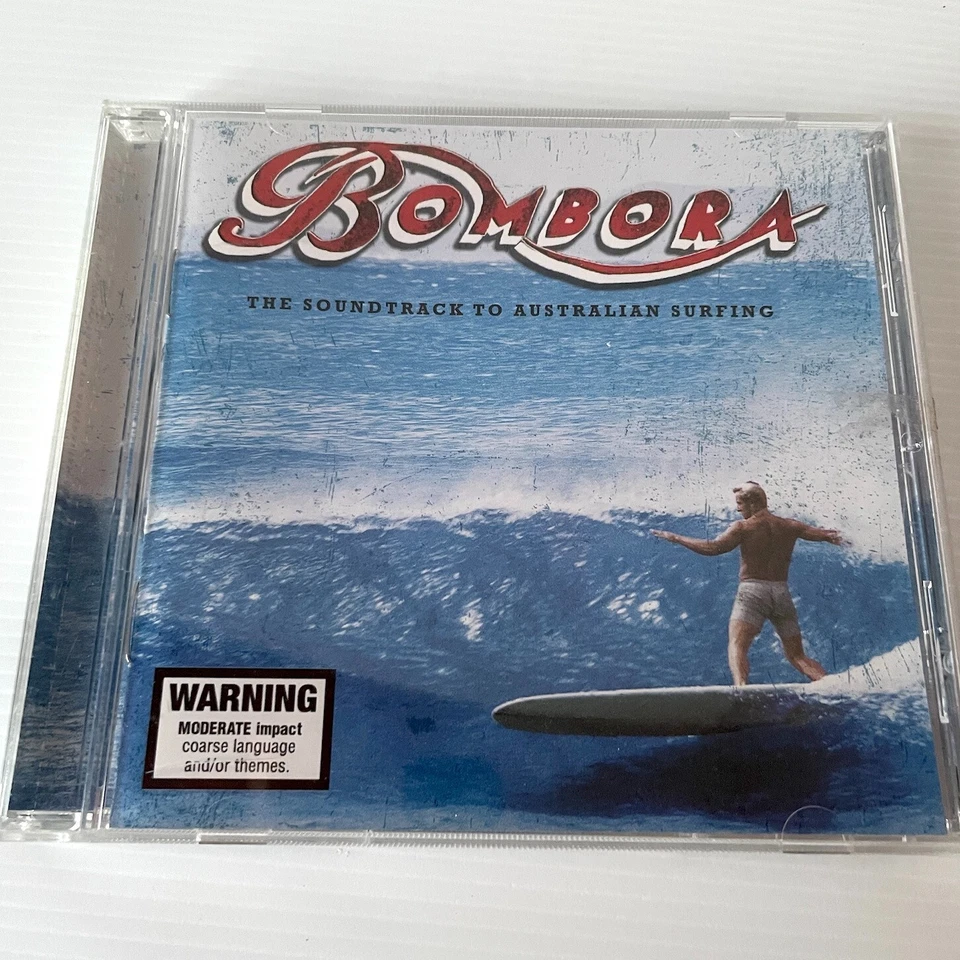 BOMBORA
THE SOUNDTRACK TO AUSTRALIAN SURFING
WARNING
MODERATE impact
coarse language
and/or themes.